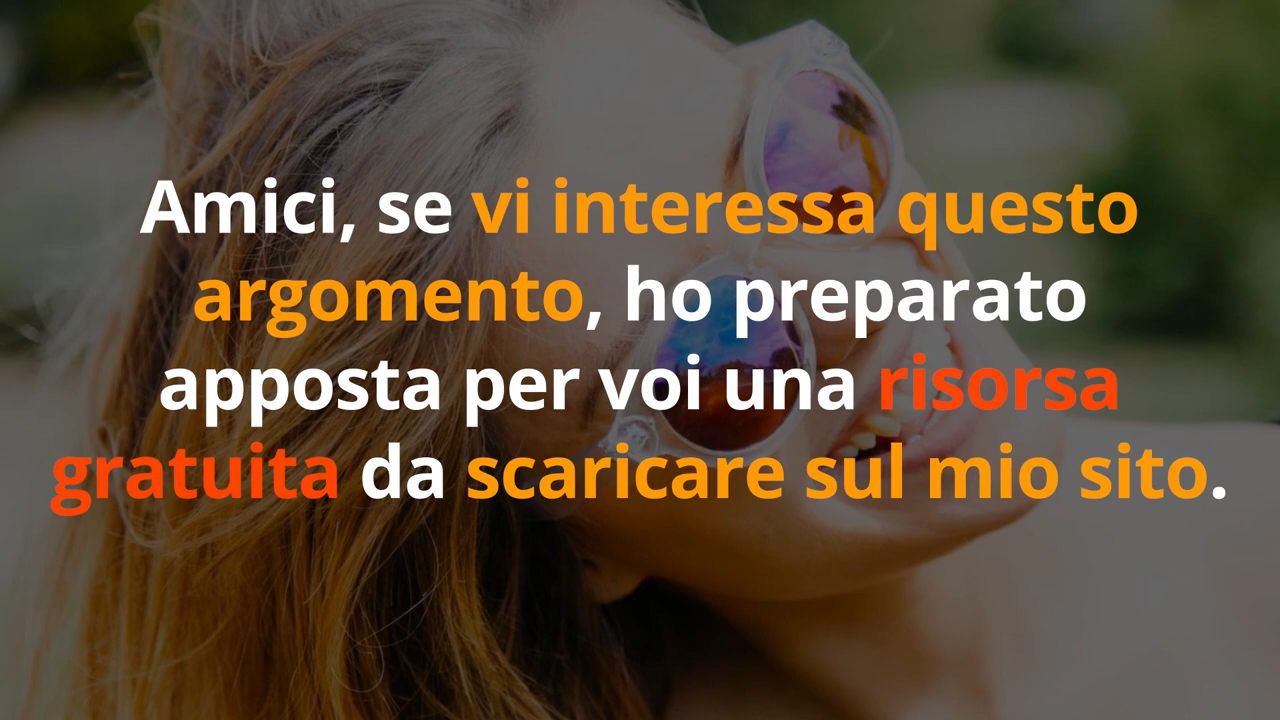 Amici, se vi interessa questo
argomento, ho preparato
apposta per voi una risorsa
gratuita da scaricare sul mio sito.